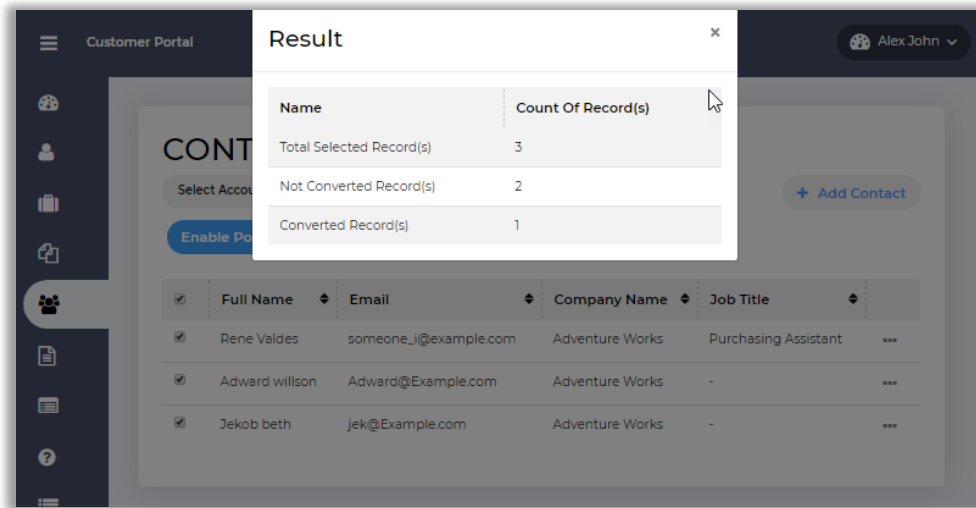 Customer Portal
Result
×
Alex John
Name Count Of Record(s)
Total Selected Record(s) 3
Not Converted Record(s) 2
Converted Record(s) 1
CONT
Select Accou
+ Add Contact
Enable Po
Full Name Email Company Name Job Title
Rene Valdes someone_i@example.com Adventure Works Purchasing Assistant
Adward willson Adward@Example.com Adventure Works -
Jekob beth jek@Example.com Adventure Works -